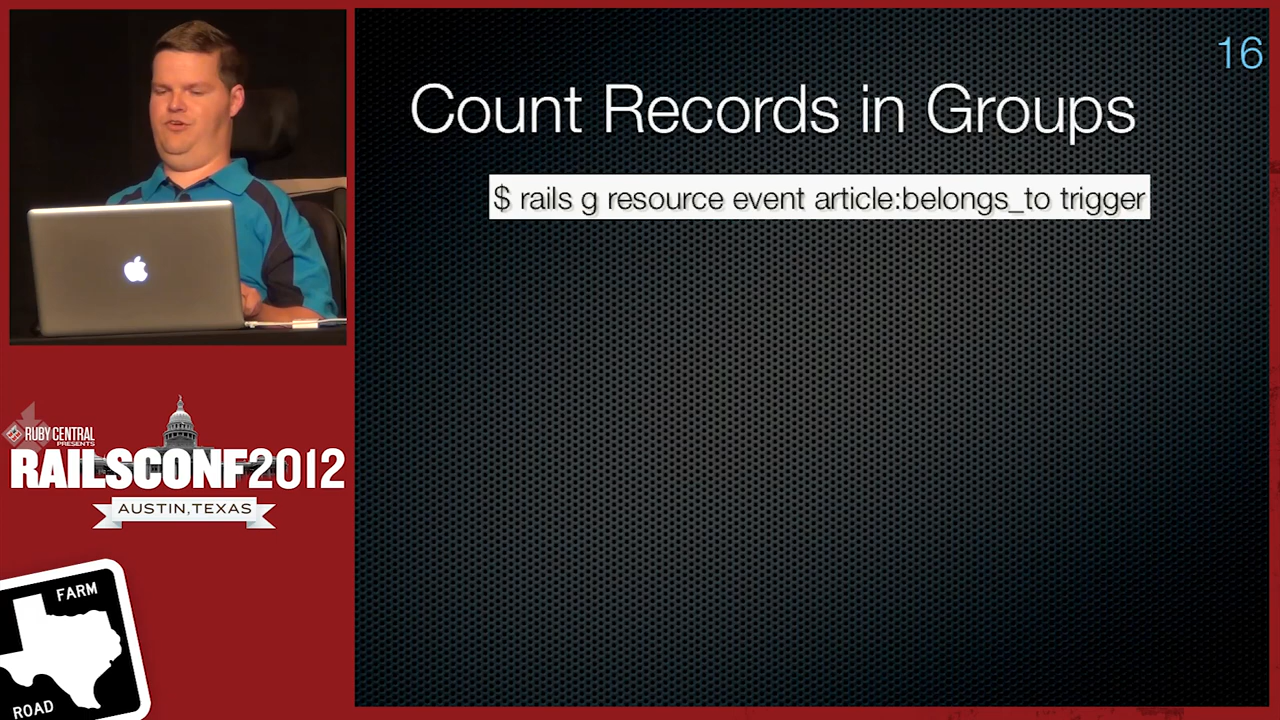 16
Count Records in Groups
$ rails g resource event article:belongs_to trigger
RUBY CENTRAL
PRESENTS
RAILSCONF2012
AUSTIN, TEXAS
FARM
ROAD